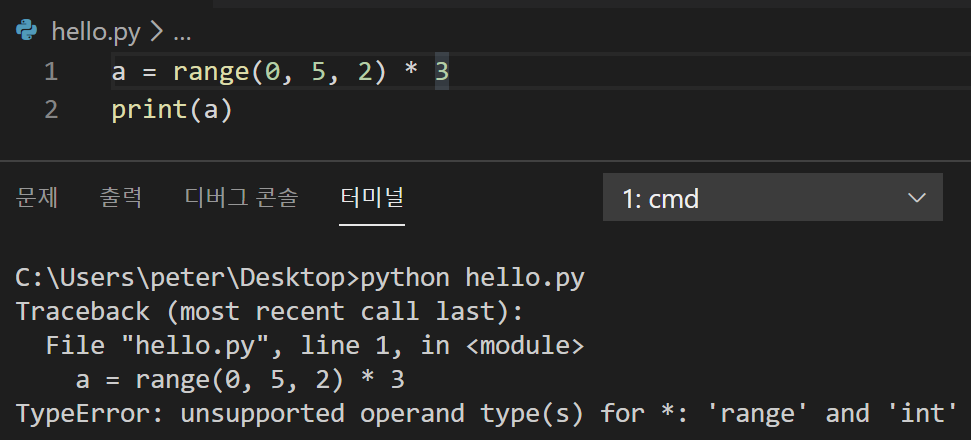 hello.py > ...
1 a = range(0, 5, 2) * 3
2 print(a)
문제 출력 디버그 콘솔 터미널 1: cmd
C:\Users\peter\Desktop>python hello.py
Traceback (most recent call last):
  File "hello.py", line 1, in <module>
    a = range(0, 5, 2) * 3
TypeError: unsupported operand type(s) for *: 'range' and 'int'